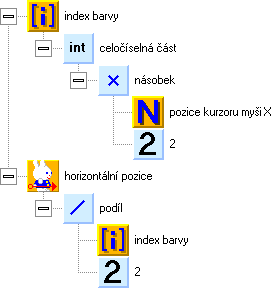 [i] index barvy
int celočíselná část
× násobek
N pozice kurzoru myši X
2 2
horizontální pozice
/ podíl
[i] index barvy
2 2